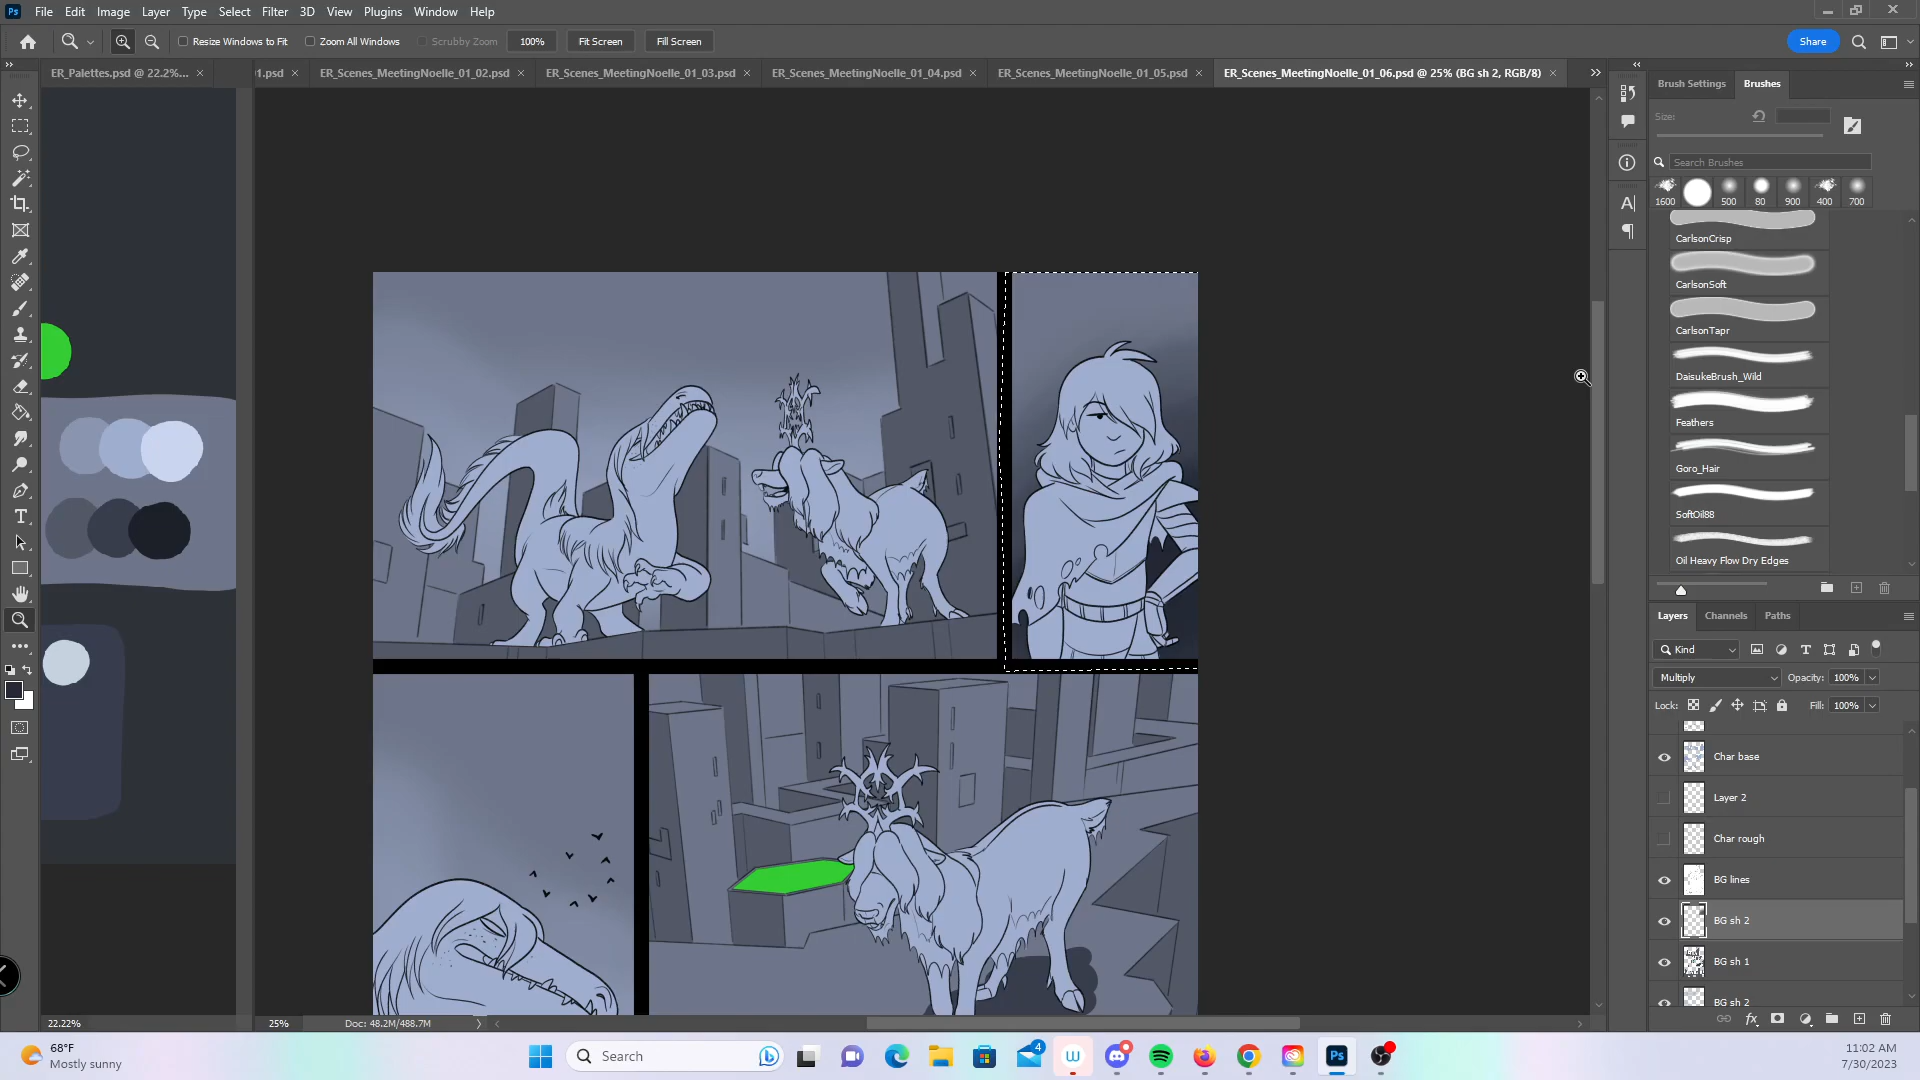 Ps File Edit Image Layer Type Select Filter 3D View Plugins Window Help
Resize Windows to Fit Zoom All Windows Scrubby Zoom 100% Fit Screen Fill Screen Share
ER_Palettes.psd @ 22.2%... × 1.psd × ER_Scenes_MeetingNoelle_01_02.psd × ER_Scenes_MeetingNoelle_01_03.psd × ER_Scenes_MeetingNoelle_01_04.psd × ER_Scenes_MeetingNoelle_01_05.psd × ER_Scenes_MeetingNoelle_01_06.psd @ 25% (BG sh 2, RGB/8) ×
Brush Settings Brushes
Size:
Search Brushes
1600 500 80 900 400 700
CarlsonCrisp
CarlsonSoft
CarlsonTapr
DaisukeBrush_Wild
Feathers
Goro_Hair
SoftOil88
Oil Heavy Flow Dry Edges
Layers Channels Paths
Kind
Multiply Opacity: 100%
Lock: Fill: 100%
Char base
Layer 2
Char rough
BG lines
BG sh 2
BG sh 1
BG sh 2
22.22% 25% Doc: 48.2M/488.7M
68°F
Mostly sunny
Search
4
Ps
11:02 AM
7/30/2023